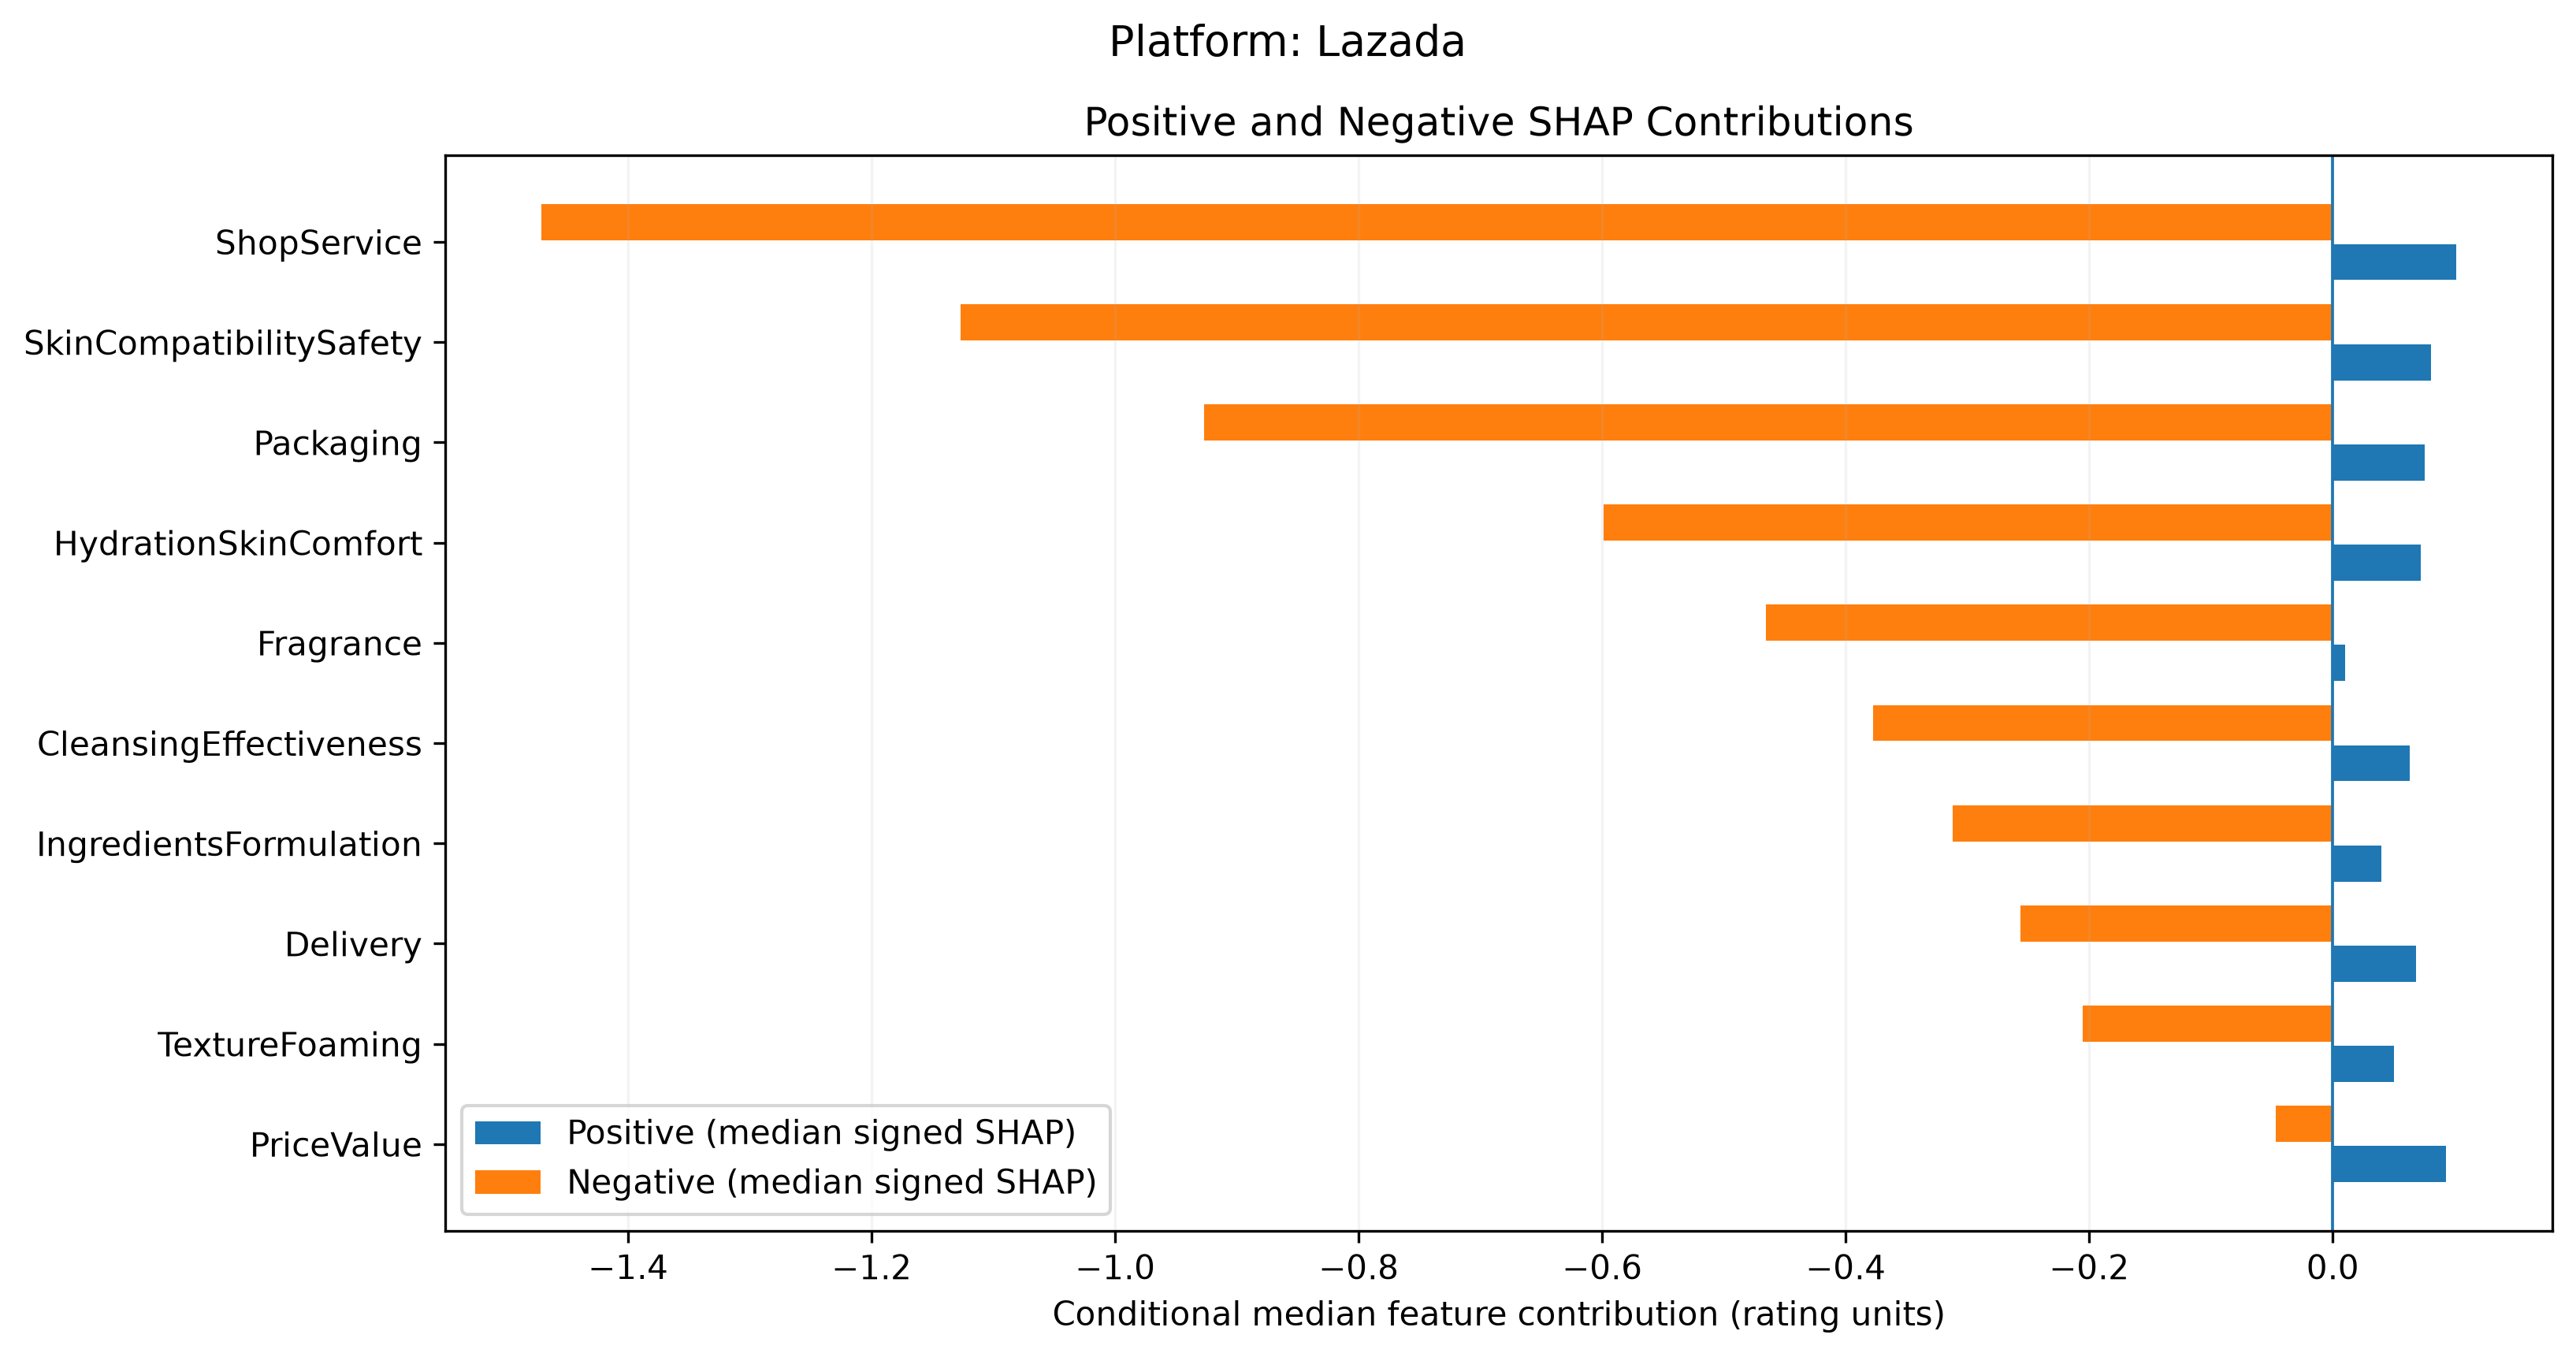 Platform: Lazada
Positive and Negative SHAP Contributions
ShopService
SkinCompatibilitySafety
Packaging
HydrationSkinComfort
Fragrance
CleansingEffectiveness
IngredientsFormulation
Delivery
TextureFoaming
PriceValue
Positive (median signed SHAP)
Negative (median signed SHAP)
−1.4 −1.2 −1.0 −0.8 −0.6 −0.4 −0.2 0.0
Conditional median feature contribution (rating units)